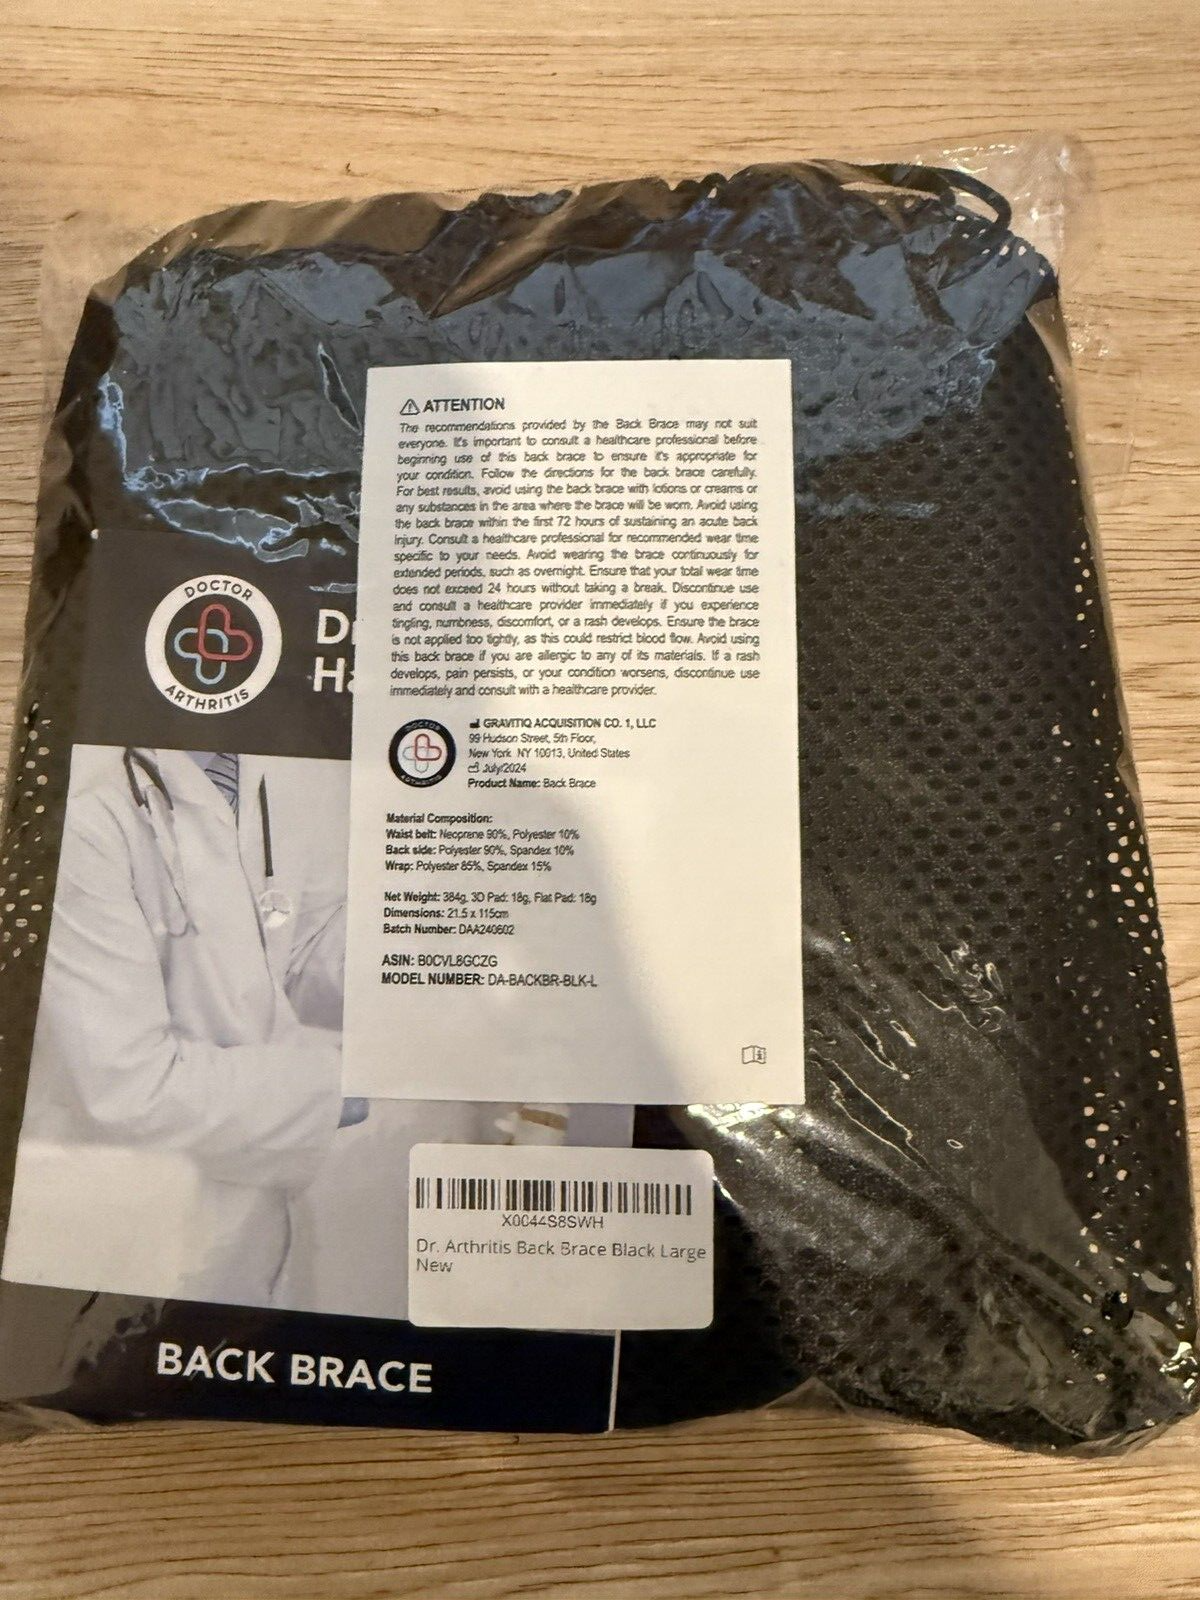 ATTENTION
The recommendations provided by the Back Brace may not suit
everyone. It's important to consult a healthcare professional before
beginning use of this back brace to ensure it's appropriate for
your condition. Follow the directions for the back brace carefully.
For best results, avoid using the back brace with lotions or creams or
any substances in the area where the brace will be worn. Avoid using
the back brace within the first 72 hours of sustaining an acute back
injury. Consult a healthcare professional for recommended wear time
specific to your needs. Avoid wearing the brace continuously for
extended periods, such as overnight. Ensure that your total wear time
does not exceed 24 hours without taking a break. Discontinue use
and consult a healthcare provider immediately if you experience
tingling, numbness, discomfort, or a rash develops. Ensure the brace
is not applied too tightly, as this could restrict blood flow. Avoid using
this back brace if you are allergic to any of its materials. If a rash
develops, pain persists, or your condition worsens, discontinue use
immediately and consult with a healthcare provider.
DOCTOR
ARTHRITIS
DOCTOR
ARTHRITIS
GRAVITIQ ACQUISITION CO. 1, LLC
99 Hudson Street, 5th Floor,
New York NY 10013, United States
July/2024
Product Name: Back Brace
Material Composition:
Waist belt: Neoprene 90%, Polyester 10%
Back side: Polyester 90%, Spandex 10%
Wrap: Polyester 85%, Spandex 15%
Net Weight: 384g, 3D Pad: 18g, Flat Pad: 18g
Dimensions: 21.5 x 115cm
Batch Number: DAA240602
ASIN: B0CVL8GCZG
MODEL NUMBER: DA-BACKBR-BLK-L
X0044S8SWH
Dr. Arthritis Back Brace Black Large
New
BACK BRACE